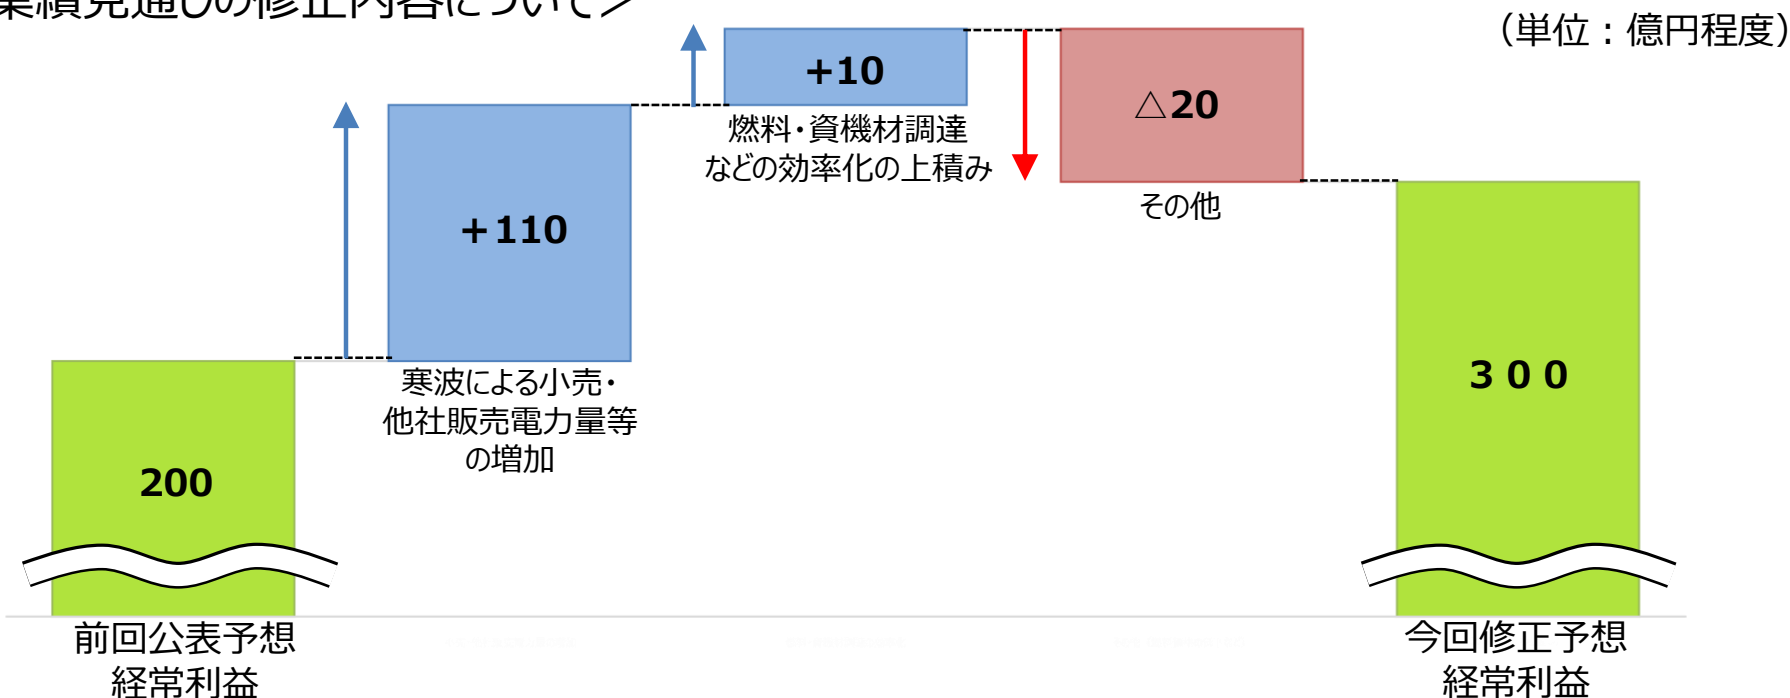 業績見通しの修正内容について＞
（単位：億円程度）
+10
△20
燃料・資機材調達
などの効率化の上積み
その他
＋110
300
寒波による小売・
他社販売電力量等
の増加
200
前回公表予想
経常利益
今回修正予想
経常利益